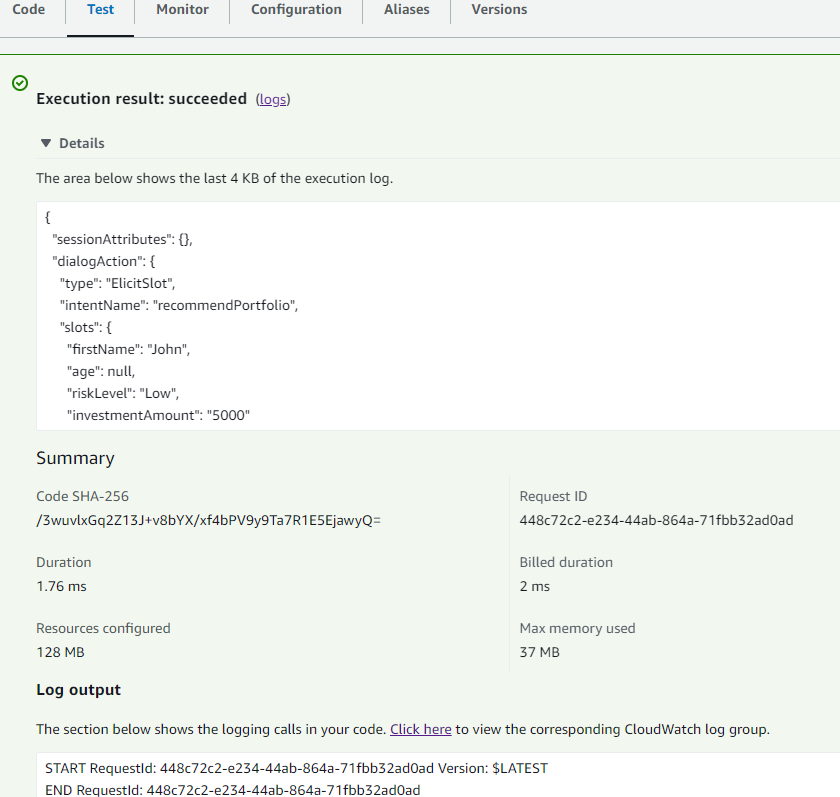 Code Test Monitor Configuration Aliases Versions
Execution result: succeeded (logs)
Details
The area below shows the last 4 KB of the execution log.
{
"sessionAttributes": {},
"dialogAction": {
"type": "ElicitSlot",
"intentName": "recommendPortfolio",
"slots": {
"firstName": "John",
"age": null,
"riskLevel": "Low",
"investmentAmount": "5000"
Summary
Code SHA-256
/3wuvlxGq2Z13J+v8bYX/xf4bPV9y9Ta7R1E5EjawyQ=
Request ID
448c72c2-e234-44ab-864a-71fbb32ad0ad
Duration
1.76 ms
Billed duration
2 ms
Resources configured
128 MB
Max memory used
37 MB
Log output
The section below shows the logging calls in your code. Click here to view the corresponding CloudWatch log group.
START RequestId: 448c72c2-e234-44ab-864a-71fbb32ad0ad Version: $LATEST
END RequestId: 448c72c2-e234-44ab-864a-71fbb32ad0ad